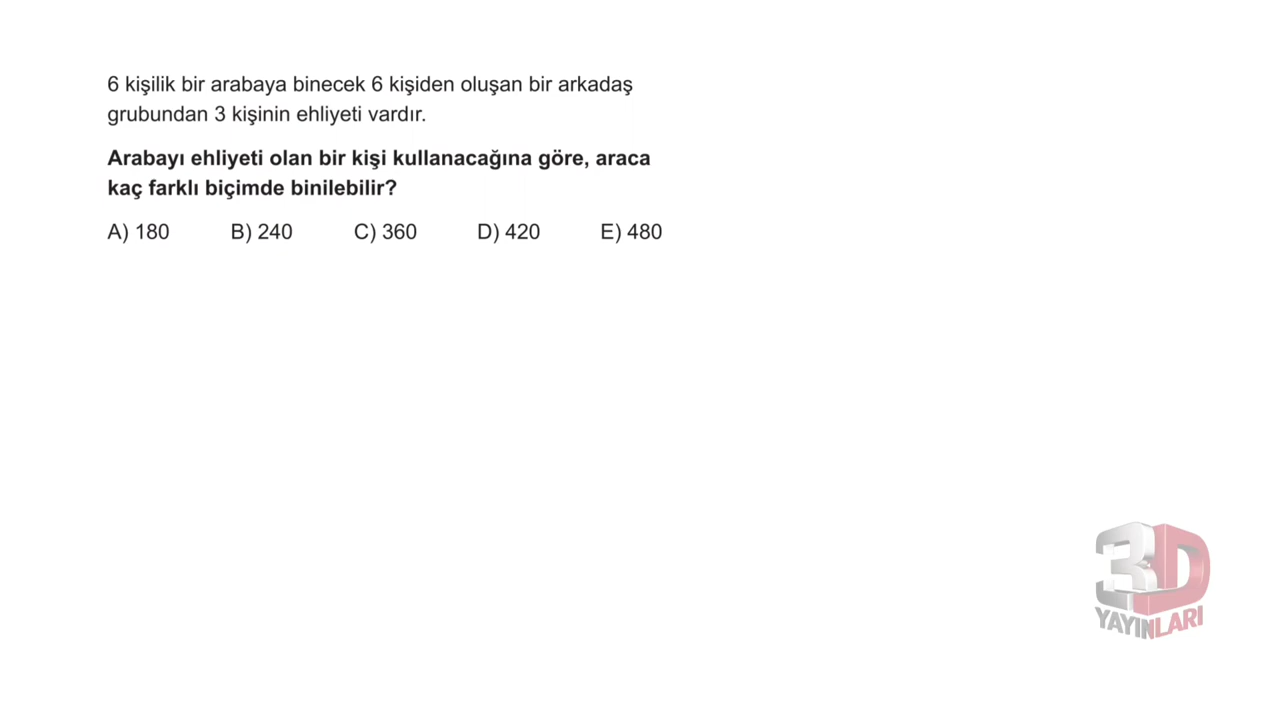 6 kişilik bir arabaya binecek 6 kişiden oluşan bir arkadaş
grubundan 3 kişinin ehliyeti vardır.
Arabayı ehliyeti olan bir kişi kullanacağına göre, araca
kaç farklı biçimde binilebilir?
A) 180 B) 240 C) 360 D) 420 E) 480
3D
YAYINLARI